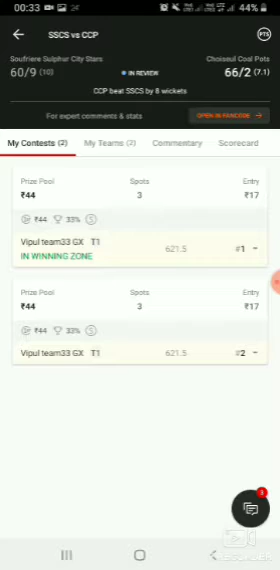 00:33 44%
SSCS vs CCP
PTS
Soufriere Sulphur City Stars Choiseul Coal Pots
60/9 (10) IN REVIEW 66/2 (7.1)
CCP beat SSCS by 8 wickets
For expert comments & stats OPEN IN FANCODE
My Contests (2) My Teams (2) Commentary Scorecard
Prize Pool Spots Entry
₹44 3 ₹17
₹44 33% S
Vipul team33 GX T1 621.5 #1
IN WINNING ZONE
Prize Pool Spots Entry
₹44 3 ₹17
₹44 33% S
Vipul team33 GX T1 621.5 #2
3